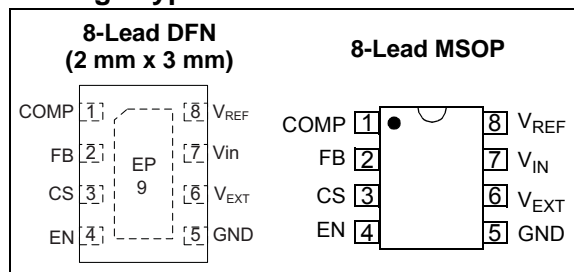 8-Lead DFN
(2 mm x 3 mm)
COMP 1 8 VREF
FB 2 EP 7 Vin
CS 3 9 6 VEXT
EN 4 5 GND
8-Lead MSOP
COMP 1 8 VREF
FB 2 7 VIN
CS 3 6 VEXT
EN 4 5 GND